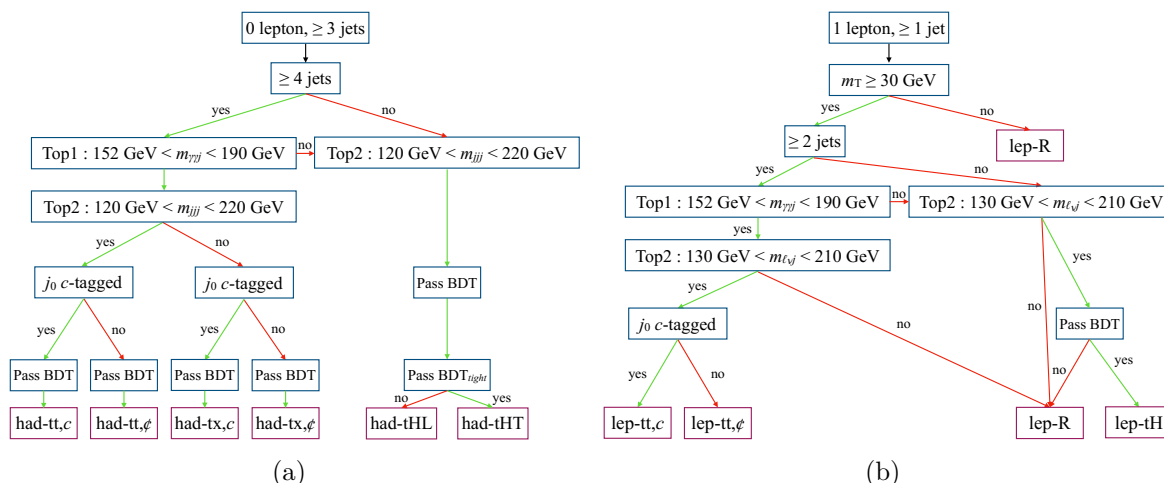 0 lepton, ≥ 3 jets
≥ 4 jets
yes
no
Top1 : 152 GeV < mγγj < 190 GeV
no
Top2 : 120 GeV < mjjj < 220 GeV
Top2 : 120 GeV < mjjj < 220 GeV
yes
no
j0 c-tagged
j0 c-tagged
Pass BDT
yes
no
yes
no
Pass BDT
Pass BDT
Pass BDT
Pass BDT
Pass BDTtight
no
yes
had-tt,c
had-tt,¢
had-tx,c
had-tx,¢
had-tHL
had-tHT
(a)
1 lepton, ≥ 1 jet
mT ≥ 30 GeV
yes
no
≥ 2 jets
lep-R
yes
no
Top1 : 152 GeV < mγγj < 190 GeV
no
Top2 : 130 GeV < mℓνj < 210 GeV
yes
Top2 : 130 GeV < mℓνj < 210 GeV
yes
yes
no
no
j0 c-tagged
Pass BDT
yes
no
no
yes
lep-tt,c
lep-tt,¢
lep-R
lep-tH
(b)